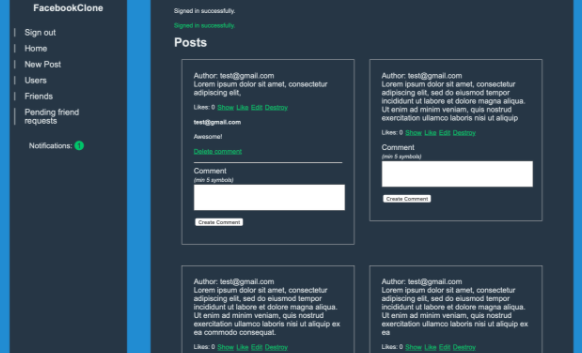 FacebookClone
Sign out
Home
New Post
Users
Friends
Pending friend
requests
Notifications: 1
Signed in successfully.
Signed in successfully.
Posts
Author: test@gmail.com
Lorem ipsum dolor sit amet, consectetur
adipiscing elit,
Likes: 0 Show Like Edit Destroy
test@gmail.com
Awesome!
Delete comment
Comment
(min 5 symbols)
Create Comment
Author: test@gmail.com
Lorem ipsum dolor sit amet, consectetur
adipiscing elit, sed do eiusmod tempor
incididunt ut labore et dolore magna aliqua.
Ut enim ad minim veniam, quis nostrud
exercitation ullamco laboris nisi ut aliquip
Likes: 0 Show Like Edit Destroy
Comment
(min 5 symbols)
Create Comment
Author: test@gmail.com
Lorem ipsum dolor sit amet, consectetur
adipiscing elit, sed do eiusmod tempor
incididunt ut labore et dolore magna aliqua.
Ut enim ad minim veniam, quis nostrud
exercitation ullamco laboris nisi ut aliquip ex
ea commodo consequat.
Likes: 0 Show Like Edit Destroy
Author: test@gmail.com
Lorem ipsum dolor sit amet, consectetur
adipiscing elit, sed do eiusmod tempor
incididunt ut labore et dolore magna aliqua.
Ut enim ad minim veniam, quis nostrud
exercitation ullamco laboris nisi ut aliquip ex
ea
Likes: 0 Show Like Edit Destroy